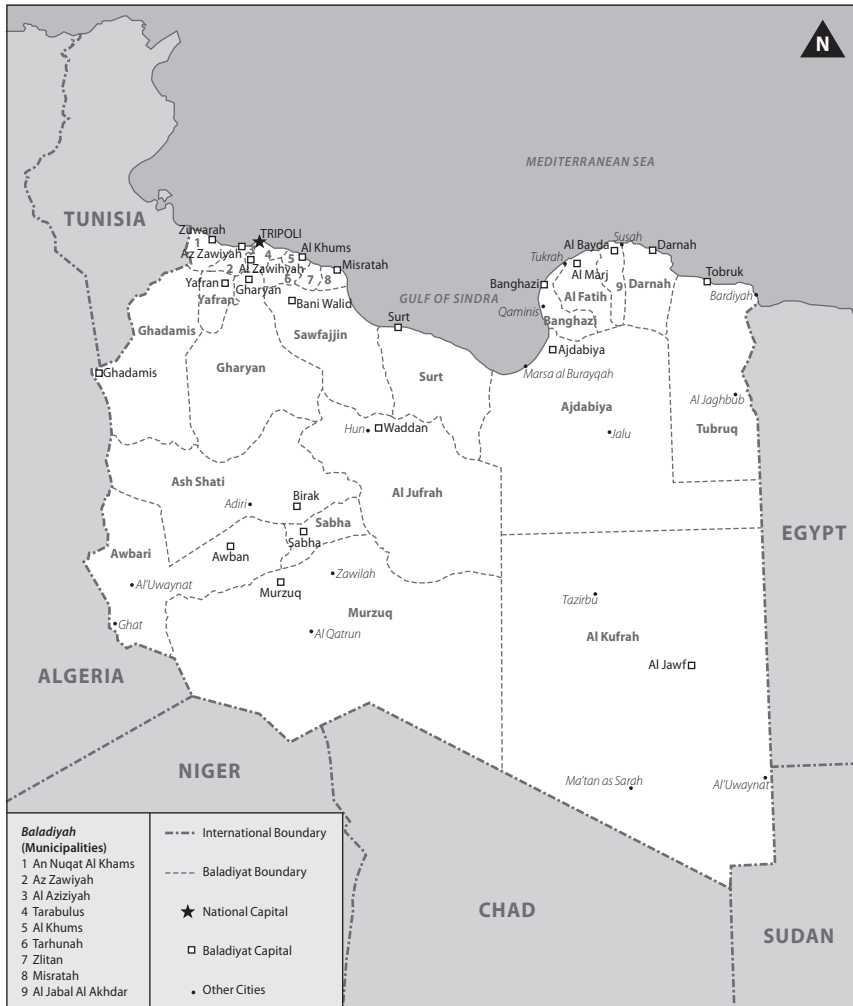 N
MEDITERRANEAN SEA
TUNISIA
Zuwarah
TRIPOLI
1
3
4
Az Zawiyah
Al Khums
5
Al Zawihyah
2
6
7
8
Misratah
Yafran
Gharyan
Yafran
Bani Walid
GULF OF SINDRA
Susah
Al Bayda
Darnah
Tukrah
Al Marj
Banghazi
9
Darnah
Tobruk
Al Fatih
Bardiyah
Qaminis
Banghazi
Ghadamis
Sawfajjin
Surt
Ajdabiya
Ghadamis
Gharyan
Surt
Marsa al Burayqah
Ajdabiya
Al Jaghbub
Hun
Waddan
Jalu
Tubruq
Ash Shati
Al Jufrah
Adiri
Birak
Sabha
Sabha
EGYPT
Awbari
Awban
Al'Uwaynat
Zawilah
Murzuq
Tazirbu
Murzuq
Ghat
Al Qatrun
Al Kufrah
Al Jawf
ALGERIA
NIGER
Ma'tan as Sarah
Al'Uwaynat
CHAD
SUDAN
Baladiyah
(Municipalities)
1 An Nuqat Al Khams
2 Az Zawiyah
3 Al Aziziyah
4 Tarabulus
5 Al Khums
6 Tarhunah
7 Zlitan
8 Misratah
9 Al Jabal Al Akhdar
International Boundary
Baladiyat Boundary
National Capital
Baladiyat Capital
Other Cities